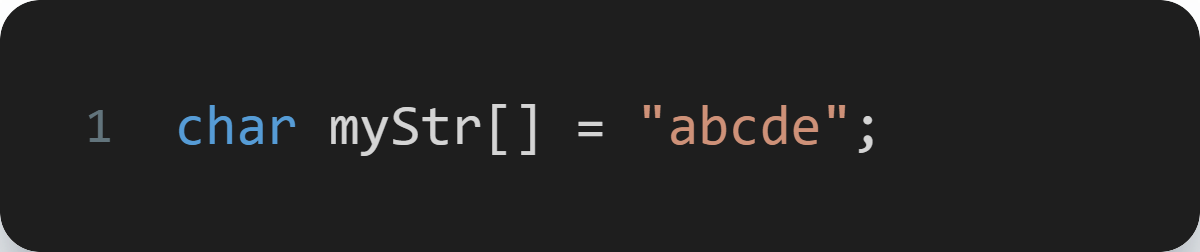 1 char myStr[] = "abcde";